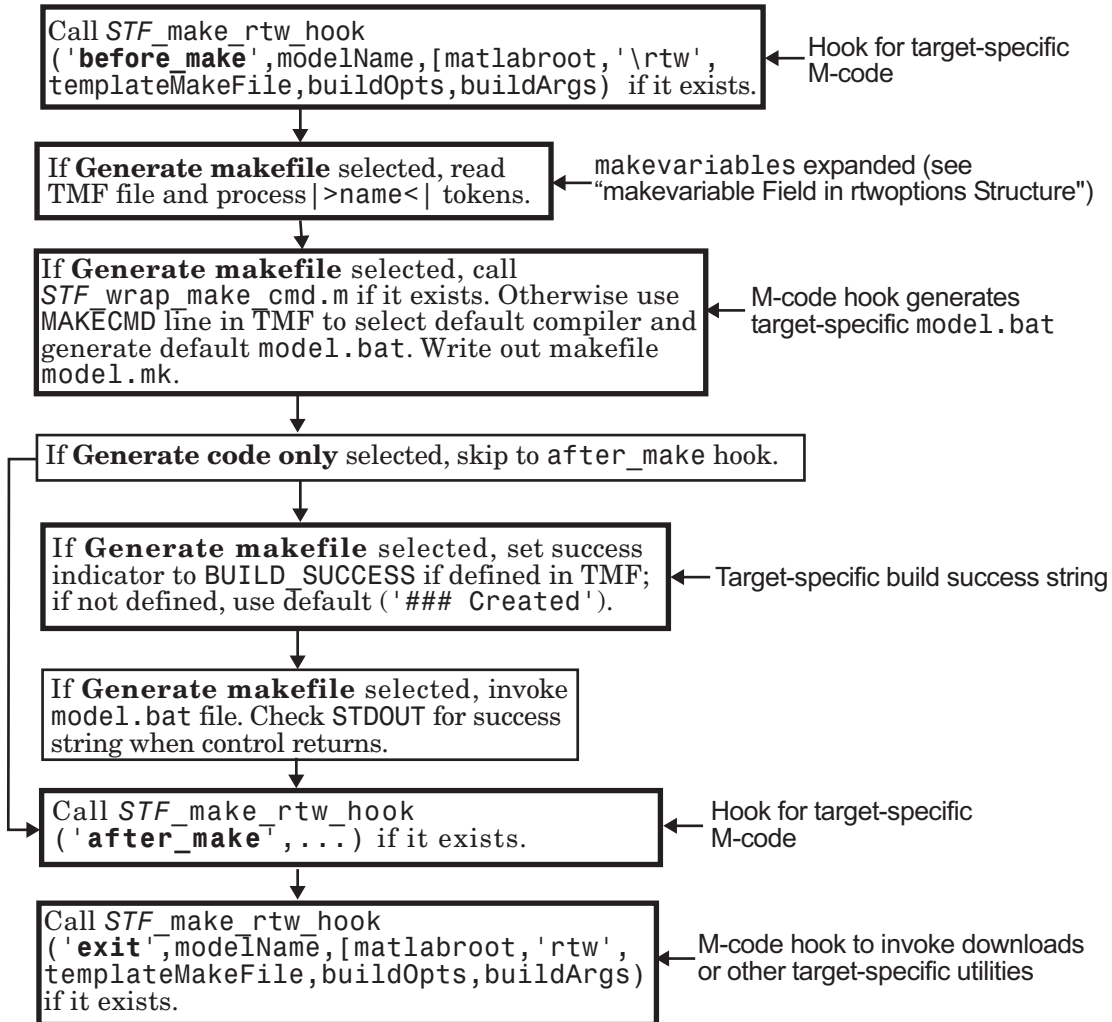 Call STF_make_rtw_hook
('before_make',modelName,[matlabroot,'\rtw',
templateMakeFile,buildOpts,buildArgs) if it exists.
Hook for target-specific
M-code
If Generate makefile selected, read
TMF file and process|>name<| tokens.
makevariables expanded (see
“makevariable Field in rtwoptions Structure")
If Generate makefile selected, call
STF_wrap_make_cmd.m if it exists. Otherwise use
MAKECMD line in TMF to select default compiler and
generate default model.bat. Write out makefile
model.mk.
M-code hook generates
target-specific model.bat
If Generate code only selected, skip to after_make hook.
If Generate makefile selected, set success
indicator to BUILD_SUCCESS if defined in TMF;
if not defined, use default ('### Created').
Target-specific build success string
If Generate makefile selected, invoke
model.bat file. Check STDOUT for success
string when control returns.
Call STF_make_rtw_hook
('after_make',...) if it exists.
Hook for target-specific
M-code
Call STF_make_rtw_hook
('exit',modelName,[matlabroot,'rtw',
templateMakeFile,buildOpts,buildArgs)
if it exists.
M-code hook to invoke downloads
or other target-specific utilities